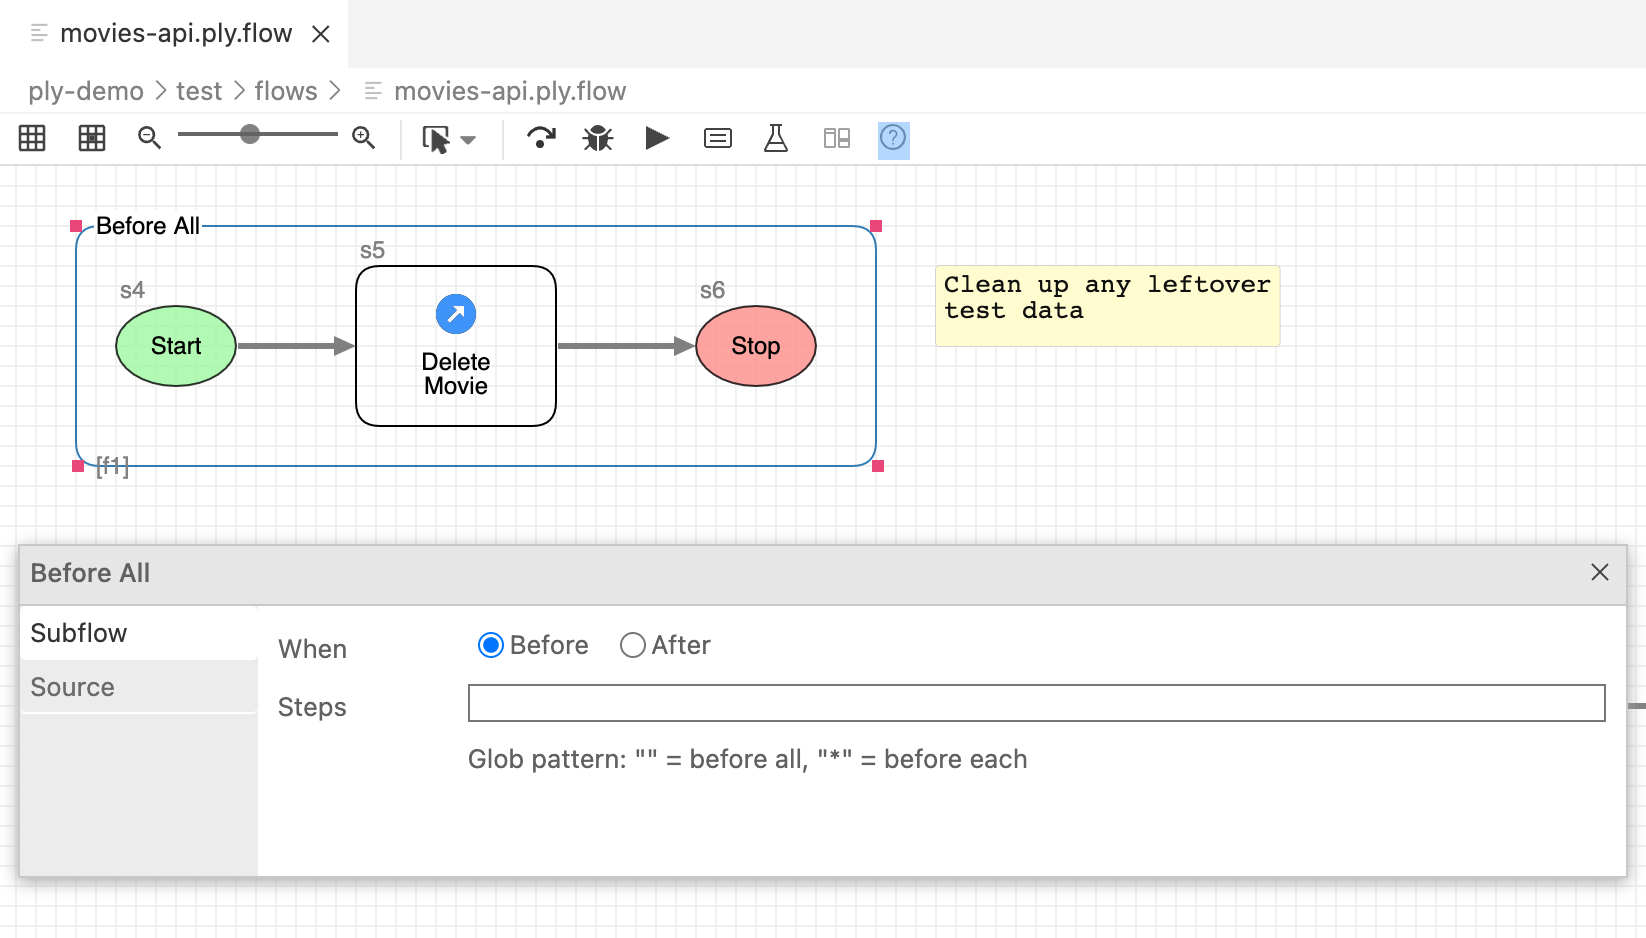 movies-api.ply.flow
ply-demo > test > flows > movies-api.ply.flow
Before All
s5
s4
s6
Start
Delete
Movie
Stop
[f1]
Clean up any leftover
test data
Before All
Subflow
Source
When
Before
After
Steps
Glob pattern: "" = before all, "*" = before each